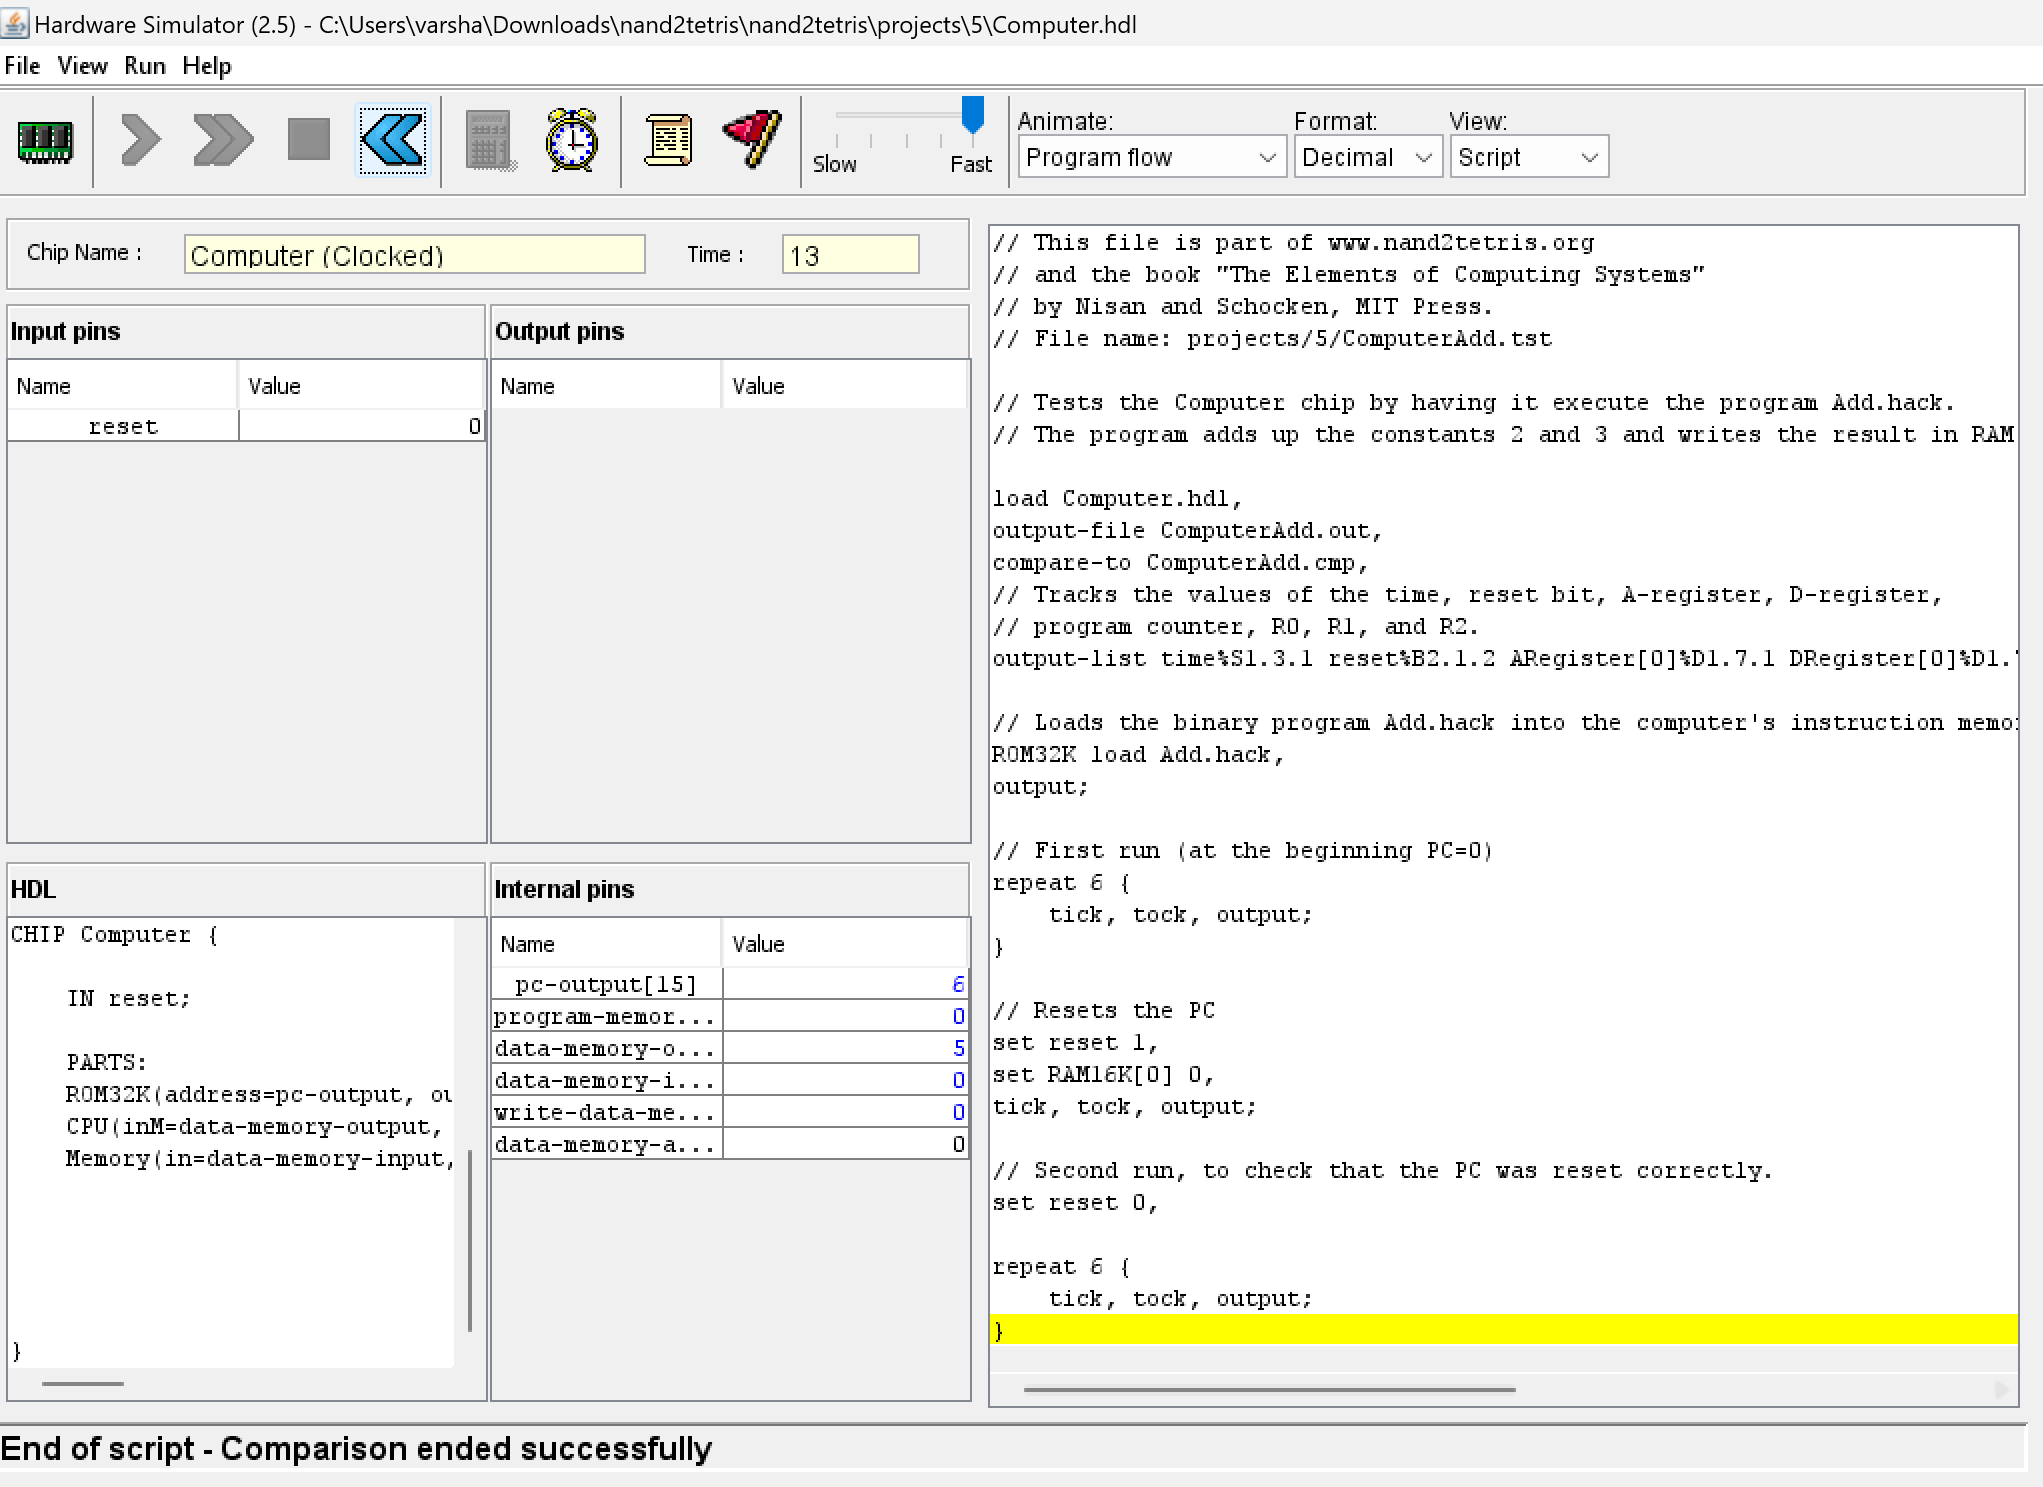 Hardware Simulator (2.5) - C:\Users\varsha\Downloads\nand2tetris\nand2tetris\projects\5\Computer.hdl
File View Run Help
Slow Fast
Animate: Format: View:
Program flow Decimal Script
Chip Name : Computer (Clocked) Time : 13
Input pins
Name Value
reset 0
Output pins
Name Value
HDL
CHIP Computer {
IN reset;
PARTS:
ROM32K(address=pc-output, ou
CPU(inM=data-memory-output,
Memory(in=data-memory-input,
}
Internal pins
Name Value
pc-output[15] 6
program-memor... 0
data-memory-o... 5
data-memory-i... 0
write-data-me... 0
data-memory-a... 0
// This file is part of www.nand2tetris.org
// and the book "The Elements of Computing Systems"
// by Nisan and Schocken, MIT Press.
// File name: projects/5/ComputerAdd.tst
// Tests the Computer chip by having it execute the program Add.hack.
// The program adds up the constants 2 and 3 and writes the result in RAM
load Computer.hdl,
output-file ComputerAdd.out,
compare-to ComputerAdd.cmp,
// Tracks the values of the time, reset bit, A-register, D-register,
// program counter, R0, R1, and R2.
output-list time%S1.3.1 reset%B2.1.2 ARegister[0]%D1.7.1 DRegister[0]%D1.
// Loads the binary program Add.hack into the computer's instruction memo
ROM32K load Add.hack,
output;
// First run (at the beginning PC=0)
repeat 6 {
tick, tock, output;
}
// Resets the PC
set reset 1,
set RAM16K[0] 0,
tick, tock, output;
// Second run, to check that the PC was reset correctly.
set reset 0,
repeat 6 {
tick, tock, output;
}
End of script - Comparison ended successfully